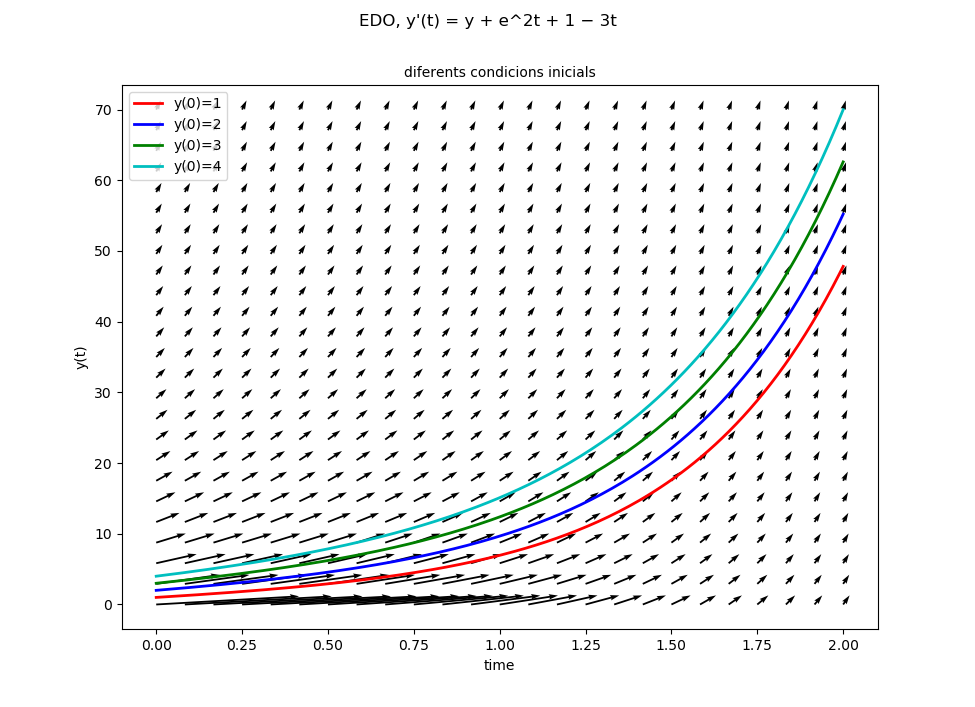 EDO, y'(t) = y + e^2t + 1 − 3t
diferents condicions inicials
y(0)=1
y(0)=2
y(0)=3
y(0)=4
70
60
50
40
30
20
10
0
y(t)
0.00 0.25 0.50 0.75 1.00 1.25 1.50 1.75 2.00
time